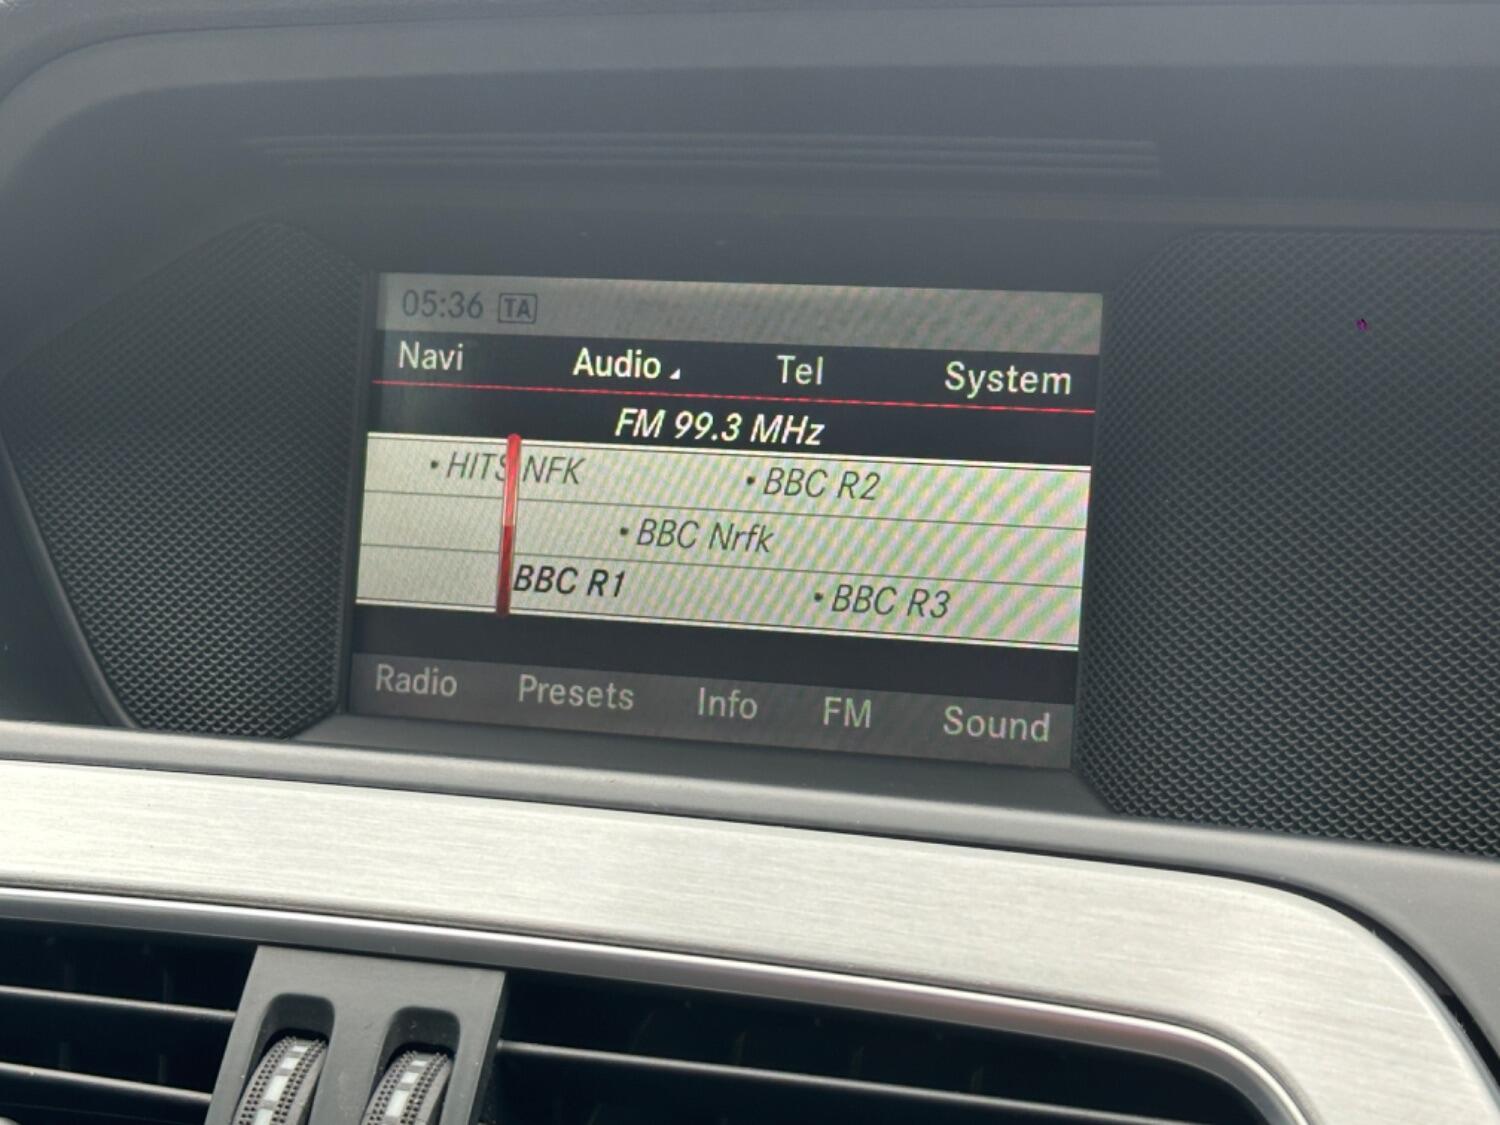 05:36 TA
Navi Audio Tel System
FM 99.3 MHz
•HITS NFK •BBC R2
•BBC Nrfk
BBC R1 •BBC R3
Radio Presets Info FM Sound